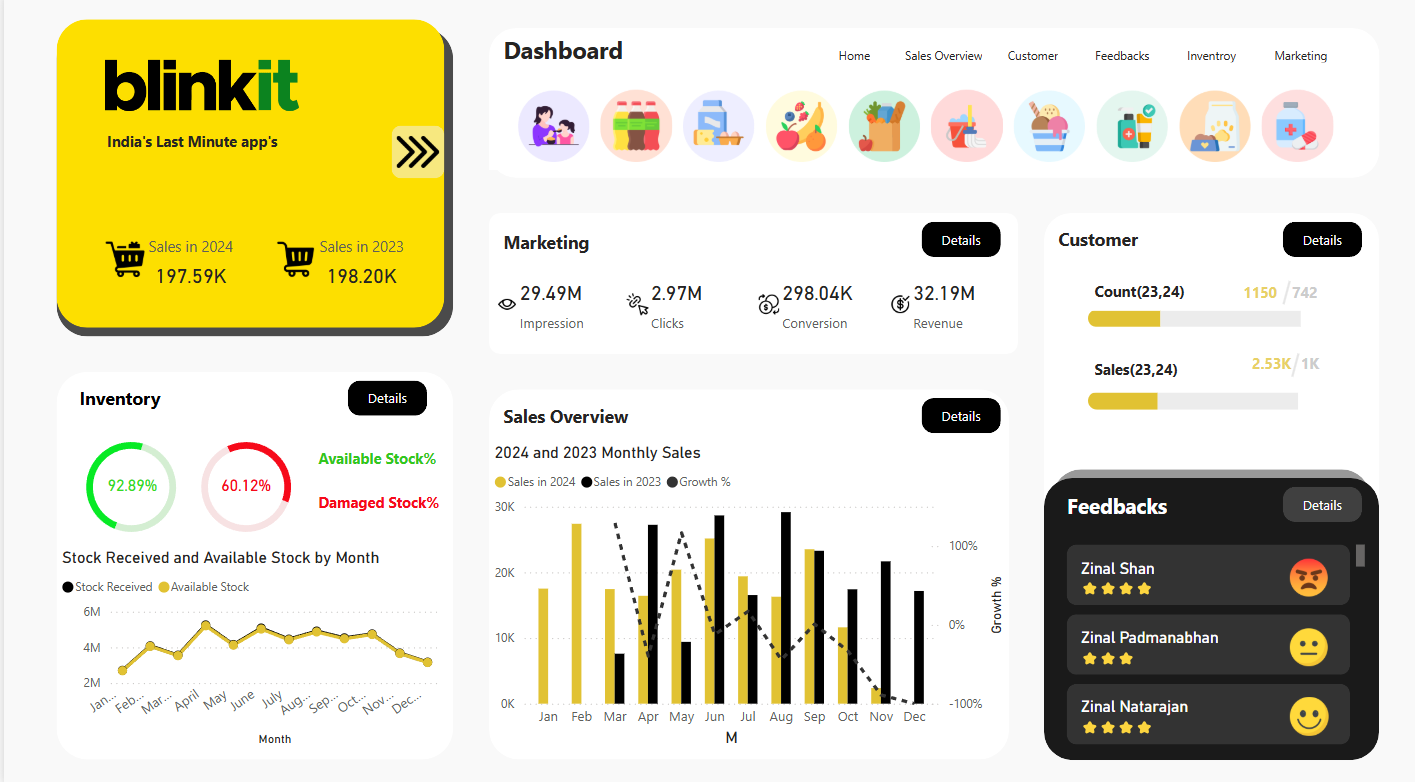 blinkit
India's Last Minute app's
Sales in 2024
197.59K
Sales in 2023
198.20K
Dashboard
Home
Sales Overview
Customer
Feedbacks
Inventroy
Marketing
Marketing
Details
29.49M
Impression
2.97M
Clicks
298.04K
Conversion
32.19M
Revenue
Customer
Details
Count(23,24)
1150 / 742
Sales(23,24)
2.53K / 1K
Inventory
Details
92.89%
60.12%
Available Stock%
Damaged Stock%
Stock Received and Available Stock by Month
Stock Received
Available Stock
6M
4M
2M
Jan...
Feb...
Mar...
April
May
June
July
Aug...
Sep...
Oct...
Nov...
Dec...
Month
Sales Overview
Details
2024 and 2023 Monthly Sales
Sales in 2024
Sales in 2023
Growth %
30K
20K
10K
0K
100%
0%
-100%
Growth %
Jan
Feb
Mar
Apr
May
Jun
Jul
Aug
Sep
Oct
Nov
Dec
M
Feedbacks
Details
Zinal Shan
Zinal Padmanabhan
Zinal Natarajan